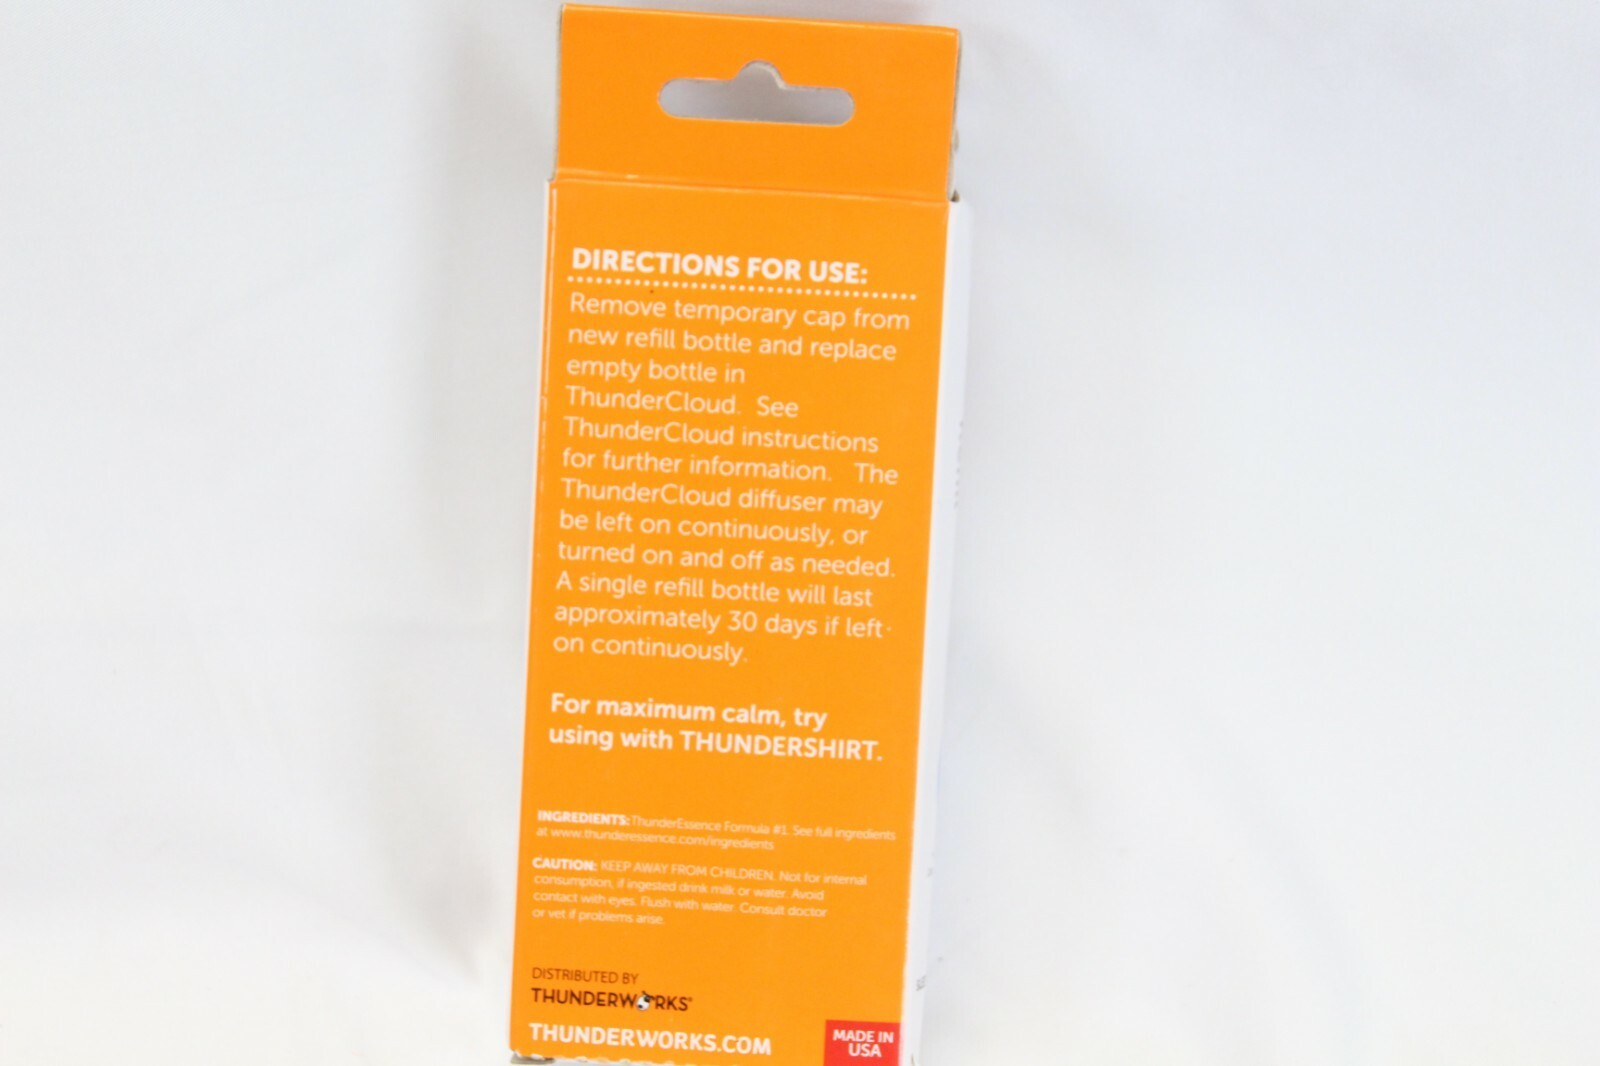 DIRECTIONS FOR USE:
Remove temporary cap from
new refill bottle and replace
empty bottle in
ThunderCloud. See
ThunderCloud instructions
for further information. The
ThunderCloud diffuser may
be left on continuously, or
turned on and off as needed.
A single refill bottle will last
approximately 30 days if left
on continuously.
For maximum calm, try
using with THUNDERSHIRT.
INGREDIENTS: ThunderEssence Formula #1. See full ingredients
at www.thunderessence.com/ingredients
CAUTION: KEEP AWAY FROM CHILDREN. Not for internal
consumption, if ingested drink milk or water. Avoid
contact with eyes. Flush with water. Consult doctor
or vet if problems arise.
DISTRIBUTED BY
THUNDERWORKS®
THUNDERWORKS.COM
MADE IN
USA